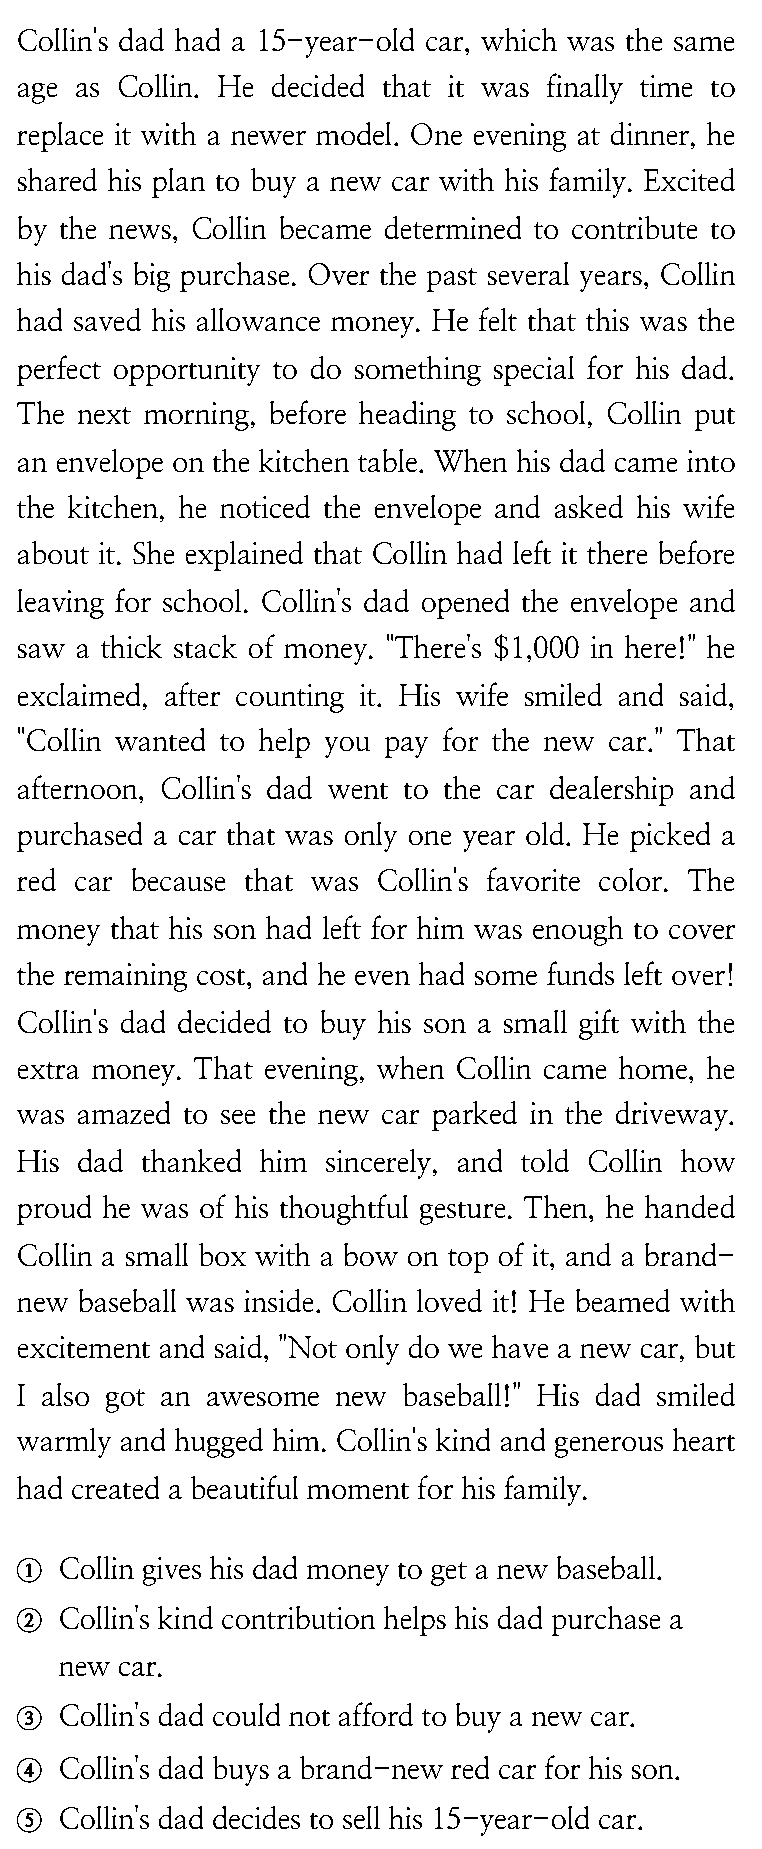 Collin's dad had a 15-year-old car, which was the same
age as Collin. He decided that it was finally time to
replace it with a newer model. One evening at dinner, he
shared his plan to buy a new car with his family. Excited
by the news, Collin became determined to contribute to
his dad's big purchase. Over the past several years, Collin
had saved his allowance money. He felt that this was the
perfect opportunity to do something special for his dad.
The next morning, before heading to school, Collin put
an envelope on the kitchen table. When his dad came into
the kitchen, he noticed the envelope and asked his wife
about it. She explained that Collin had left it there before
leaving for school. Collin's dad opened the envelope and
saw a thick stack of money. "There's $1,000 in here!" he
exclaimed, after counting it. His wife smiled and said,
"Collin wanted to help you pay for the new car." That
afternoon, Collin's dad went to the car dealership and
purchased a car that was only one year old. He picked a
red car because that was Collin's favorite color. The
money that his son had left for him was enough to cover
the remaining cost, and he even had some funds left over!
Collin's dad decided to buy his son a small gift with the
extra money. That evening, when Collin came home, he
was amazed to see the new car parked in the driveway.
His dad thanked him sincerely, and told Collin how
proud he was of his thoughtful gesture. Then, he handed
Collin a small box with a bow on top of it, and a brand-
new baseball was inside. Collin loved it! He beamed with
excitement and said, "Not only do we have a new car, but
I also got an awesome new baseball!" His dad smiled
warmly and hugged him. Collin's kind and generous heart
had created a beautiful moment for his family.
① Collin gives his dad money to get a new baseball.
② Collin's kind contribution helps his dad purchase a
new car.
③ Collin's dad could not afford to buy a new car.
④ Collin's dad buys a brand-new red car for his son.
⑤ Collin's dad decides to sell his 15-year-old car.